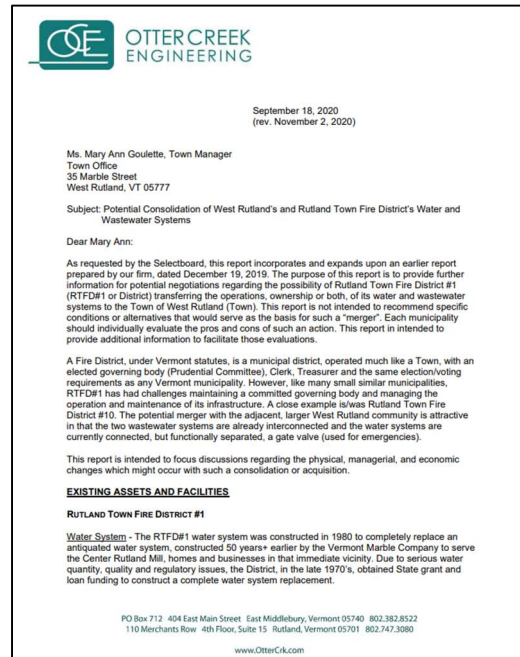 OCE
OTTER CREEK
ENGINEERING
September 18, 2020
(rev. November 2, 2020)
Ms. Mary Ann Goulette, Town Manager
Town Office
35 Marble Street
West Rutland, VT 05777
Subject: Potential Consolidation of West Rutland's and Rutland Town Fire District's Water and
Wastewater Systems
Dear Mary Ann:
As requested by the Selectboard, this report incorporates and expands upon an earlier report
prepared by our firm, dated December 19, 2019. The purpose of this report is to provide further
information for potential negotiations regarding the possibility of Rutland Town Fire District #1
(RTFD#1 or District) transferring the operations, ownership or both, of its water and wastewater
systems to the Town of West Rutland (Town). This report is not intended to recommend specific
conditions or alternatives that would serve as the basis for such a "merger". Each municipality
should individually evaluate the pros and cons of such an action. This report in intended to
provide additional information to facilitate those evaluations.
A Fire District, under Vermont statutes, is a municipal district, operated much like a Town, with an
elected governing body (Prudential Committee), Clerk, Treasurer and the same election/voting
requirements as any Vermont municipality. However, like many small similar municipalities,
RTFD#1 has had challenges maintaining a committed governing body and managing the
operation and maintenance of its infrastructure. A close example is/was Rutland Town Fire
District #10. The potential merger with the adjacent, larger West Rutland community is attractive
in that the two wastewater systems are already interconnected and the water systems are
currently connected, but functionally separated, a gate valve (used for emergencies).
This report is intended to focus discussions regarding the physical, managerial, and economic
changes which might occur with such a consolidation or acquisition.
EXISTING ASSETS AND FACILITIES
RUTLAND TOWN FIRE DISTRICT #1
Water System - The RTFD#1 water system was constructed in 1980 to completely replace an
antiquated water system, constructed 50 years+ earlier by the Vermont Marble Company to serve
the Center Rutland Mill, homes and businesses in that immediate vicinity. Due to serious water
quantity, quality and regulatory issues, the District, in the late 1970's, obtained State grant and
loan funding to construct a complete water system replacement.
PO Box 712 404 East Main Street East Middlebury, Vermont 05740 802.382.8522
110 Merchants Row 4th Floor, Suite 15 Rutland, Vermont 05701 802.747.3080
www.OtterCrk.com